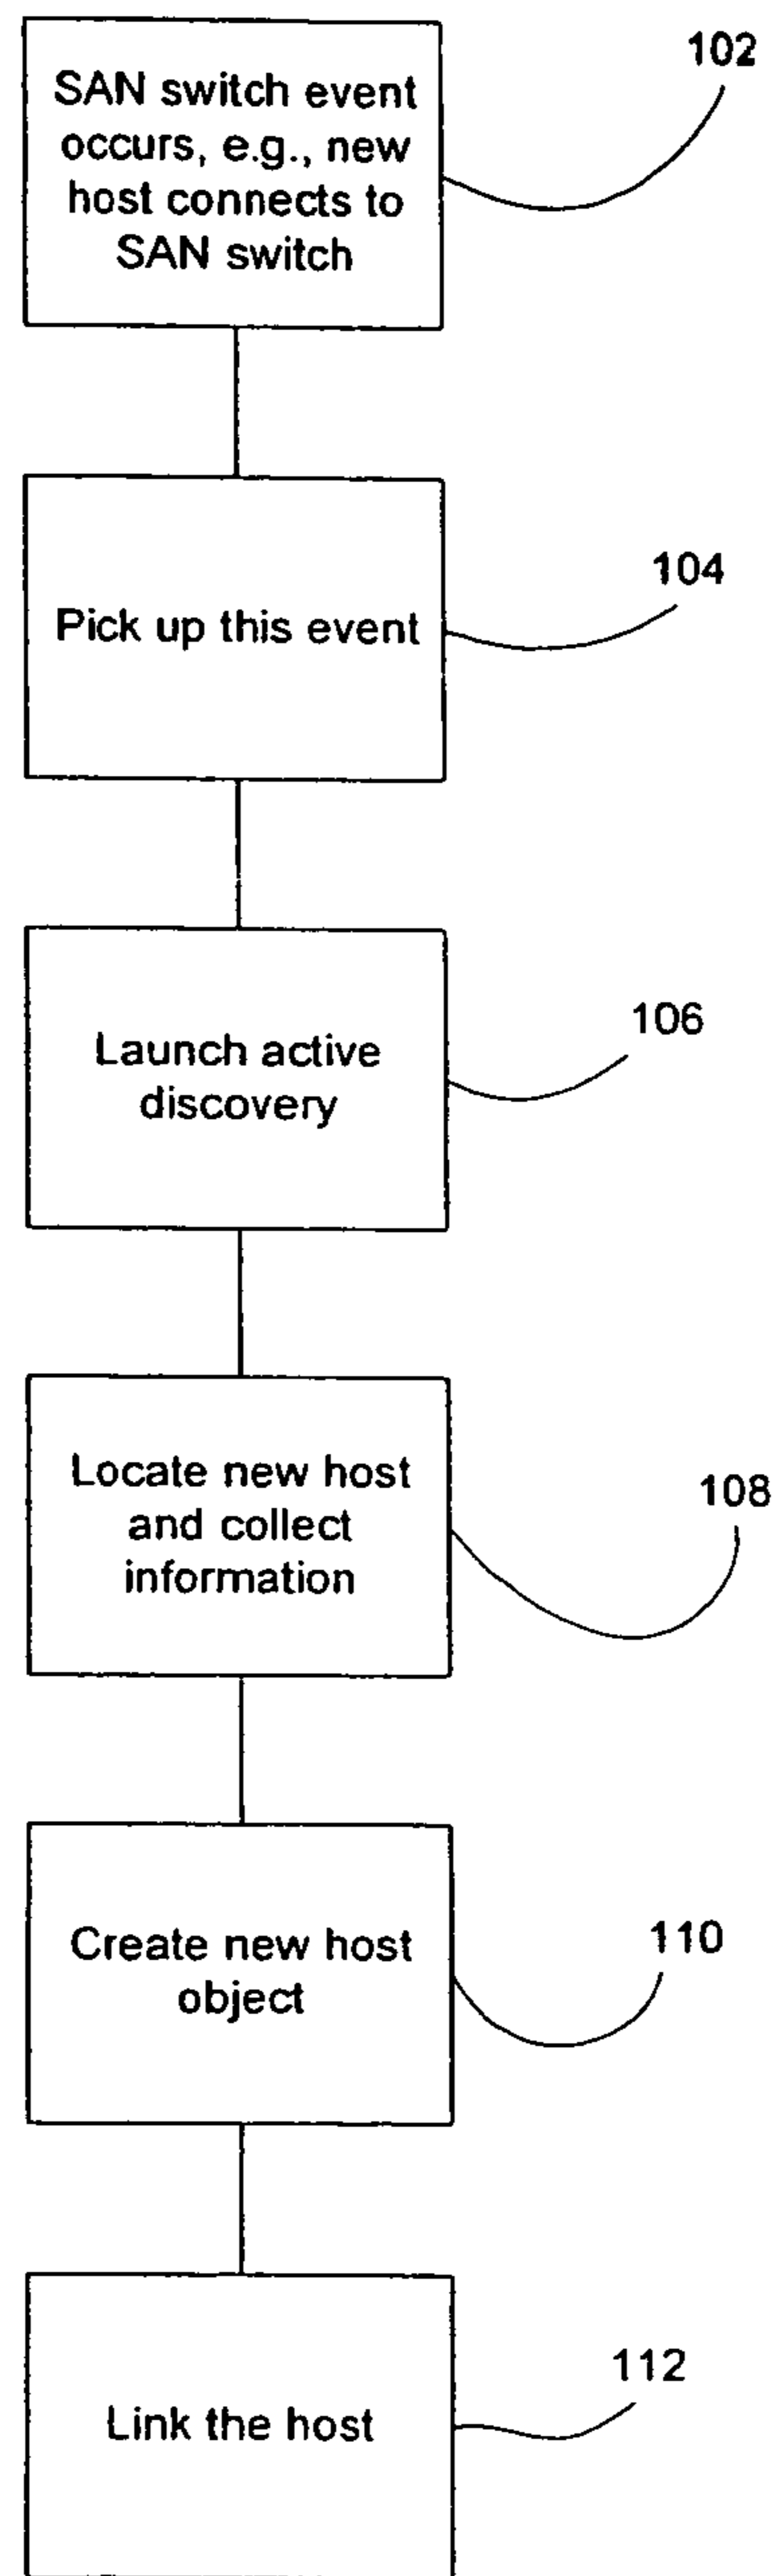 SAN switch event
occurs, e.g., new
host connects to
SAN switch
102
Pick up this event
104
Launch active
discovery
106
Locate new host
and collect
information
108
Create new host
object
110
Link the host
112